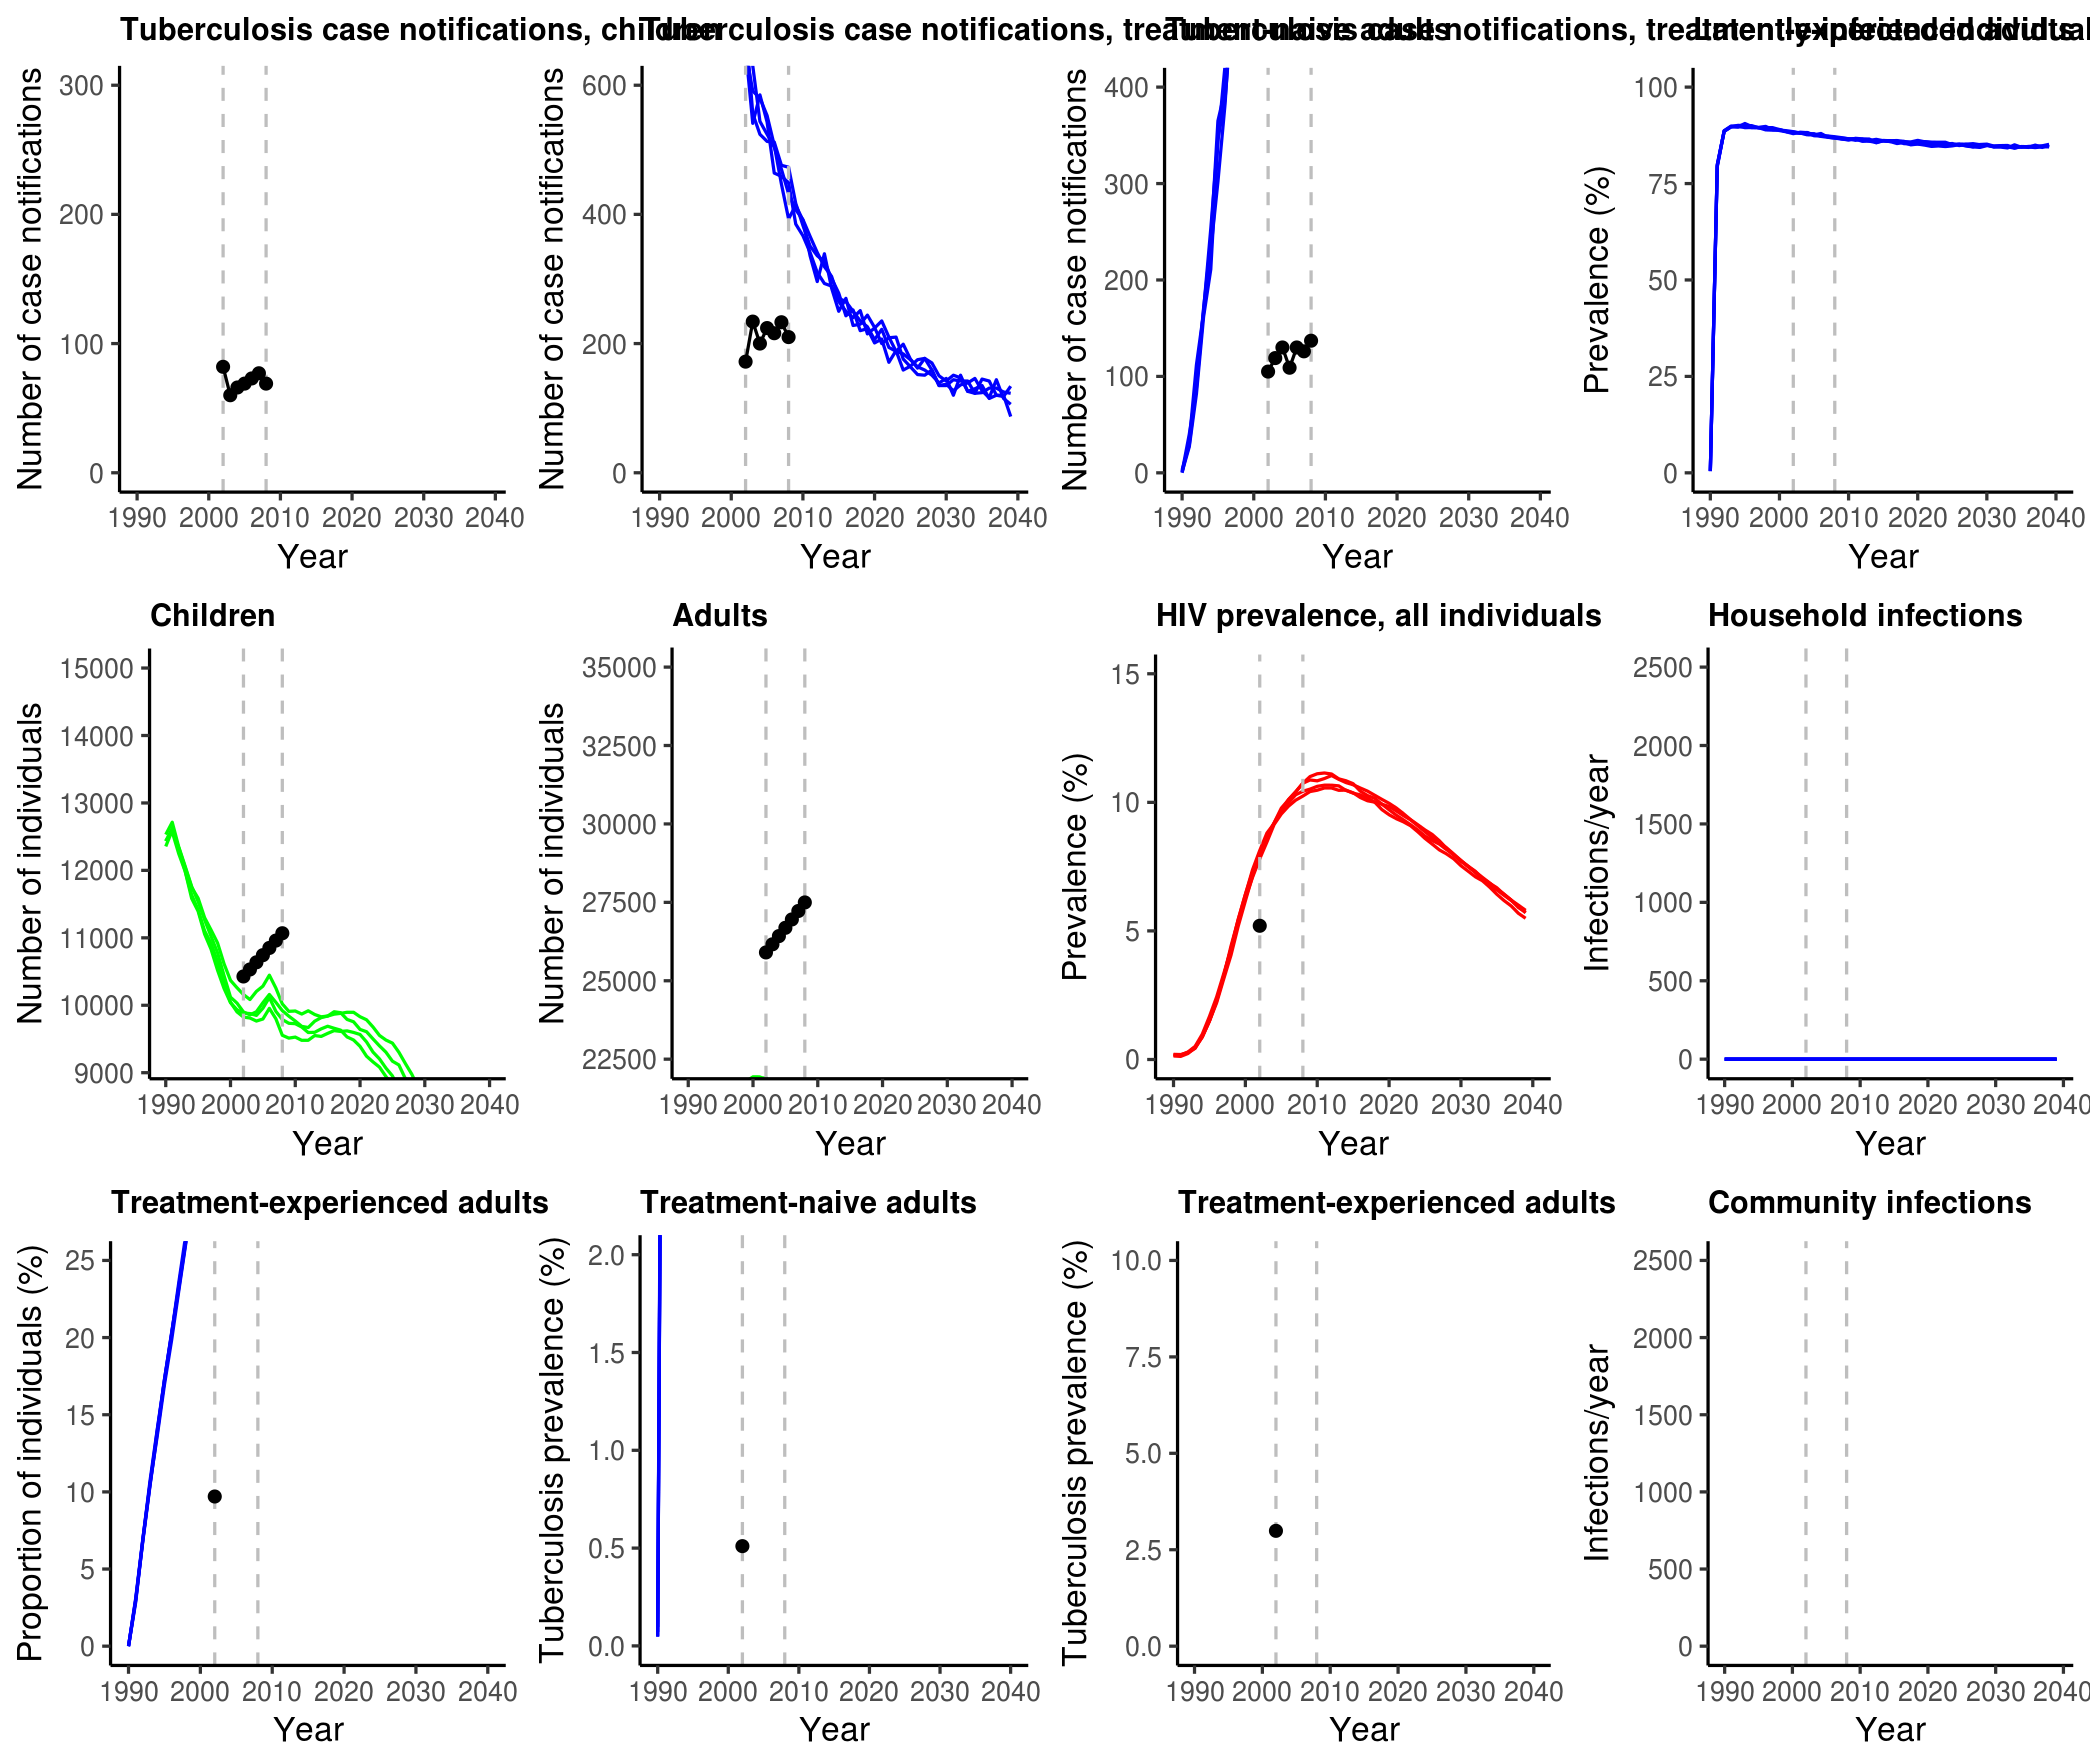 Tuberculosis case notifications, children
Tuberculosis case notifications, treatment-naive adults
Tuberculosis case notifications, treatment-experienced adults
Latently-infected individuals
Number of case notifications
300
200
100
0
1990 2000 2010 2020 2030 2040
Year
Number of case notifications
600
400
200
0
1990 2000 2010 2020 2030 2040
Year
Number of case notifications
400
300
200
100
0
1990 2000 2010 2020 2030 2040
Year
Prevalence (%)
100
75
50
25
0
1990 2000 2010 2020 2030 2040
Year
Children
Number of individuals
15000
14000
13000
12000
11000
10000
9000
1990 2000 2010 2020 2030 2040
Year
Adults
Number of individuals
35000
32500
30000
27500
25000
22500
1990 2000 2010 2020 2030 2040
Year
HIV prevalence, all individuals
Prevalence (%)
15
10
5
0
1990 2000 2010 2020 2030 2040
Year
Household infections
Infections/year
2500
2000
1500
1000
500
0
1990 2000 2010 2020 2030 2040
Year
Treatment-experienced adults
Proportion of individuals (%)
25
20
15
10
5
0
1990 2000 2010 2020 2030 2040
Year
Treatment-naive adults
Tuberculosis prevalence (%)
2.0
1.5
1.0
0.5
0.0
1990 2000 2010 2020 2030 2040
Year
Treatment-experienced adults
Tuberculosis prevalence (%)
10.0
7.5
5.0
2.5
0.0
1990 2000 2010 2020 2030 2040
Year
Community infections
Infections/year
2500
2000
1500
1000
500
0
1990 2000 2010 2020 2030 2040
Year